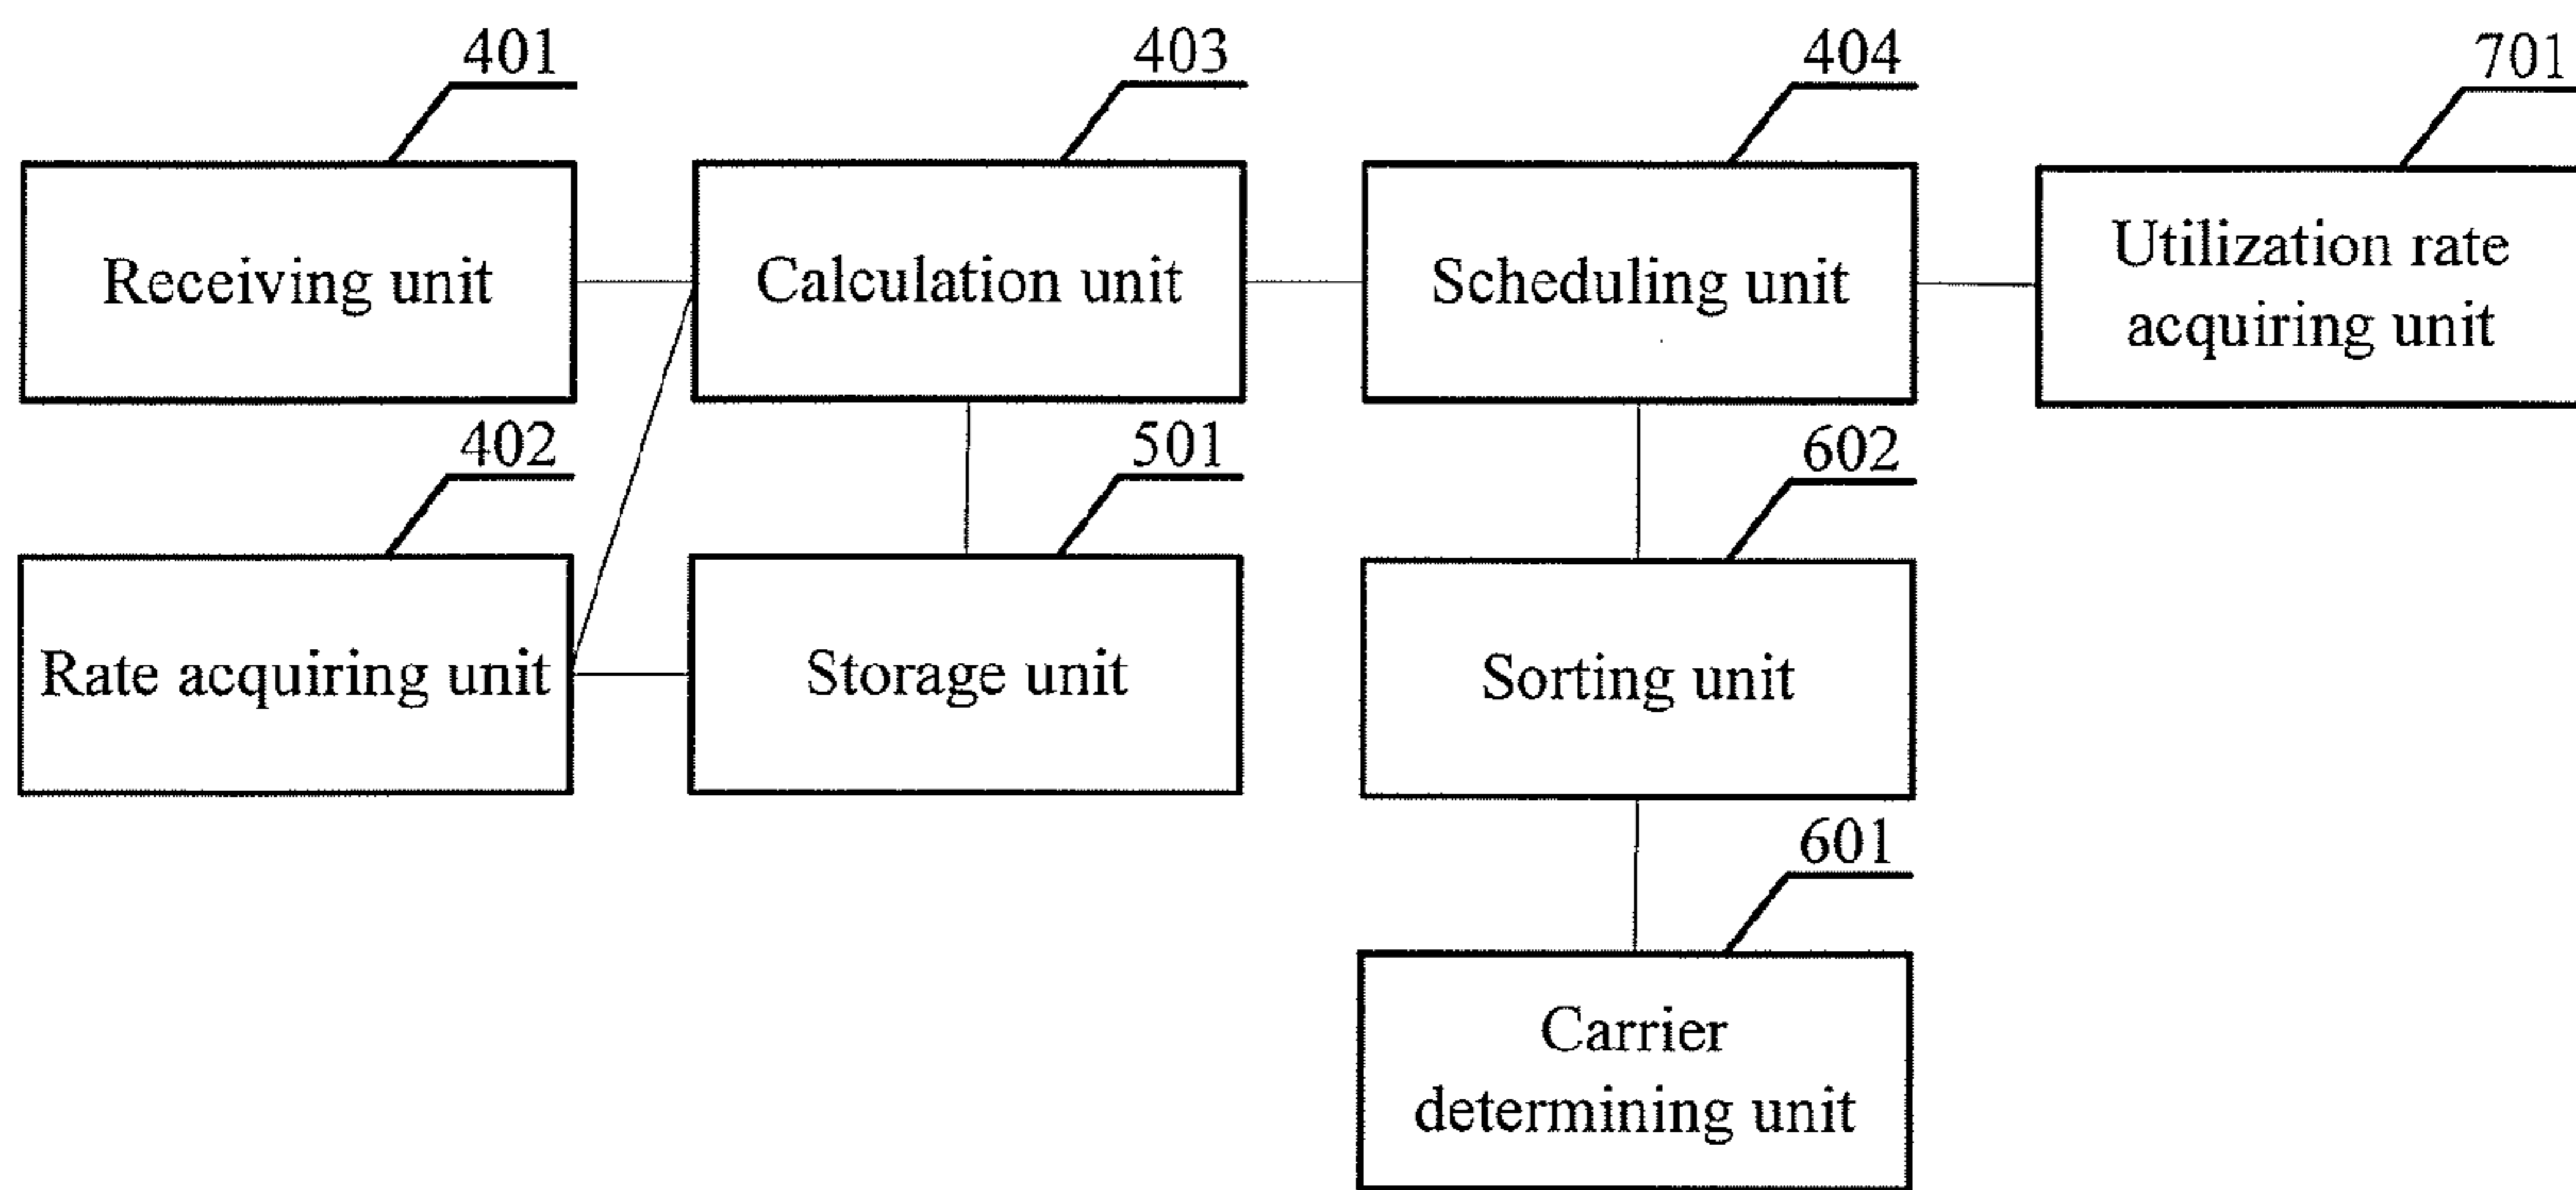 401
403
404
701
Receiving unit
Calculation unit
Scheduling unit
Utilization rate
acquiring unit
402
501
602
Rate acquiring unit
Storage unit
Sorting unit
601
Carrier
determining unit